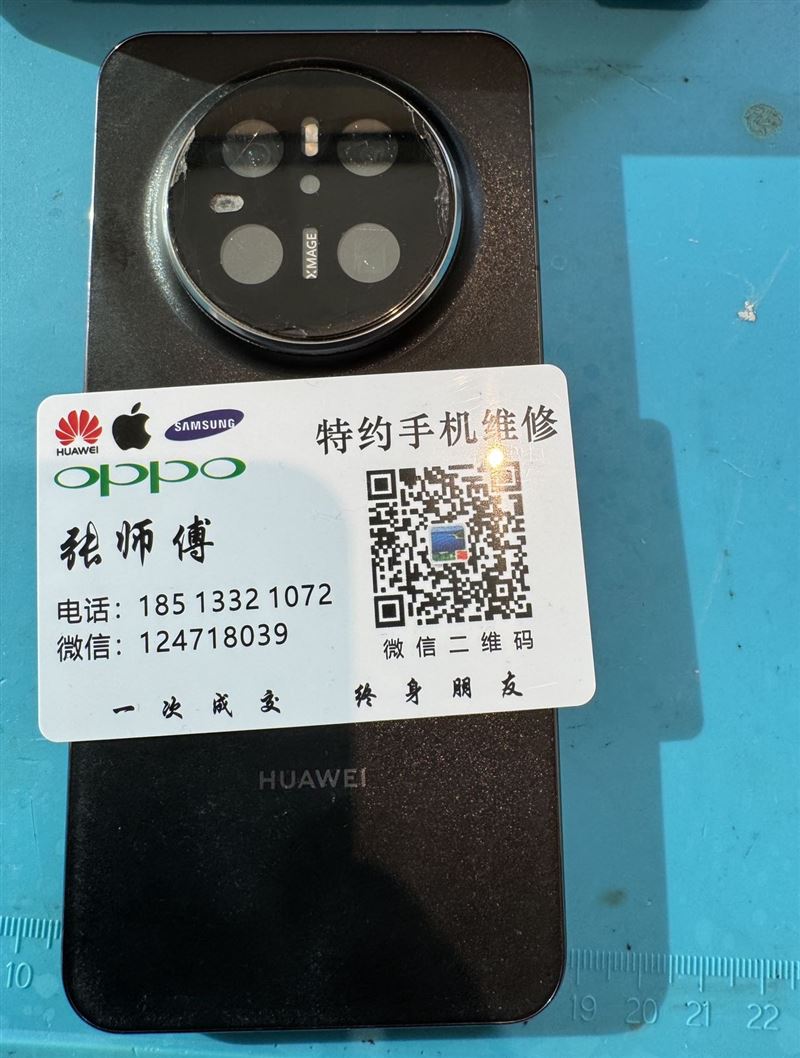 XMAGE
HUAWEI
SAMSUNG
oppo
特约手机维修
张师傅
电话：185 1332 1072
微信：124718039
微信二维码
一次成交 终身朋友
HUAWEI
10
19 20 21 22